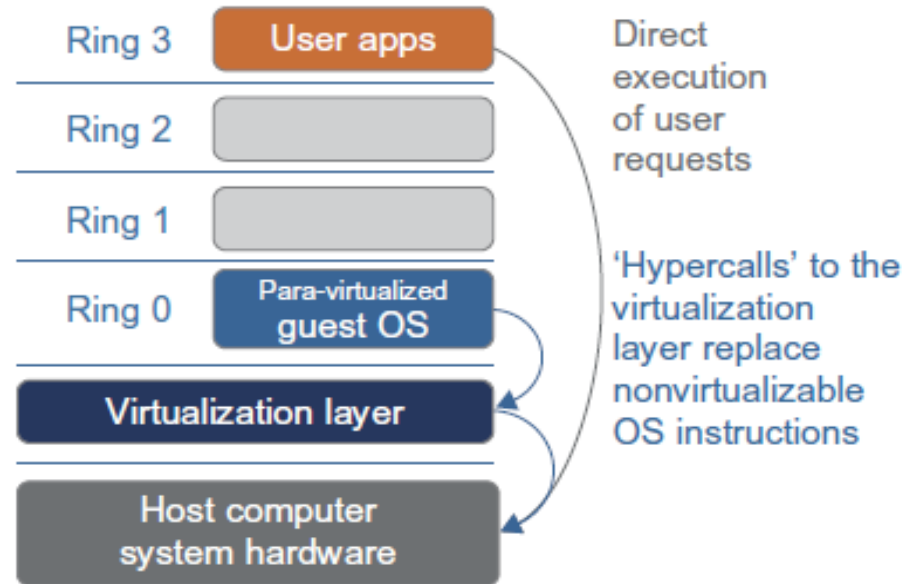 Ring 3
User apps
Direct
execution
of user
requests
Ring 2
Ring 1
Ring 0
Para-virtualized
guest OS
'Hypercalls' to the
virtualization
layer replace
nonvirtualizable
OS instructions
Virtualization layer
Host computer
system hardware